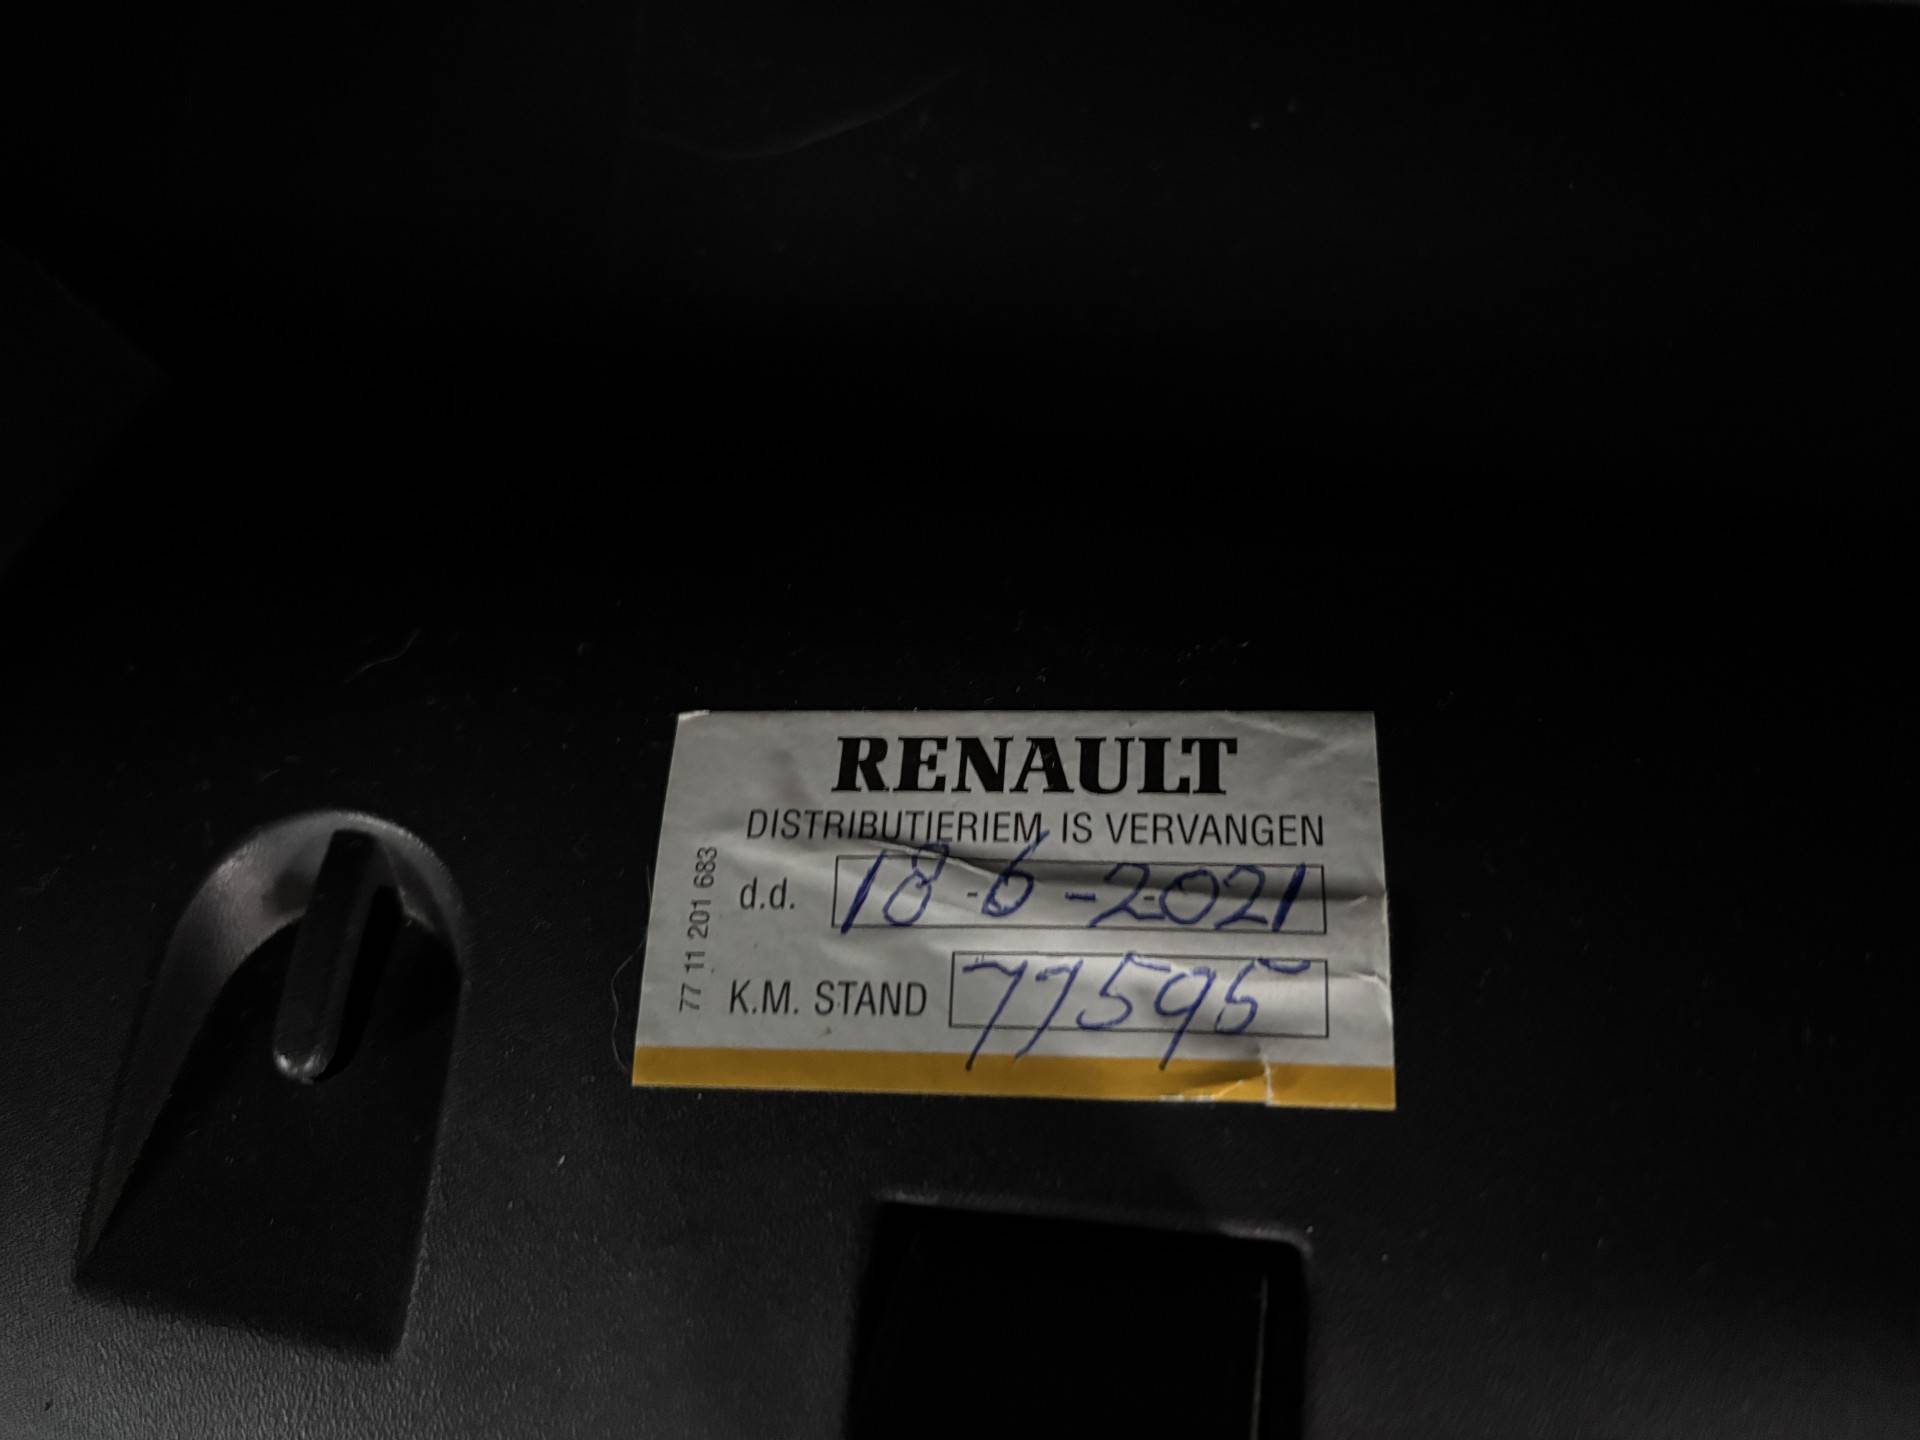 RENAULT
DISTRIBUTIERIEM IS VERVANGEN
d.d. 18-6-2021
K.M. STAND 77595
77 11 201 683